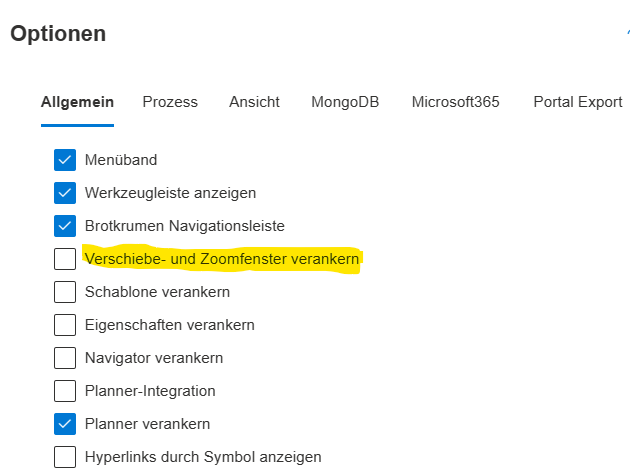 Optionen
Allgemein Prozess Ansicht MongoDB Microsoft365 Portal Export
Menüband
Werkzeugleiste anzeigen
Brotkrumen Navigationsleiste
Verschiebe- und Zoomfenster verankern
Schablone verankern
Eigenschaften verankern
Navigator verankern
Planner-Integration
Planner verankern
Hyperlinks durch Symbol anzeigen